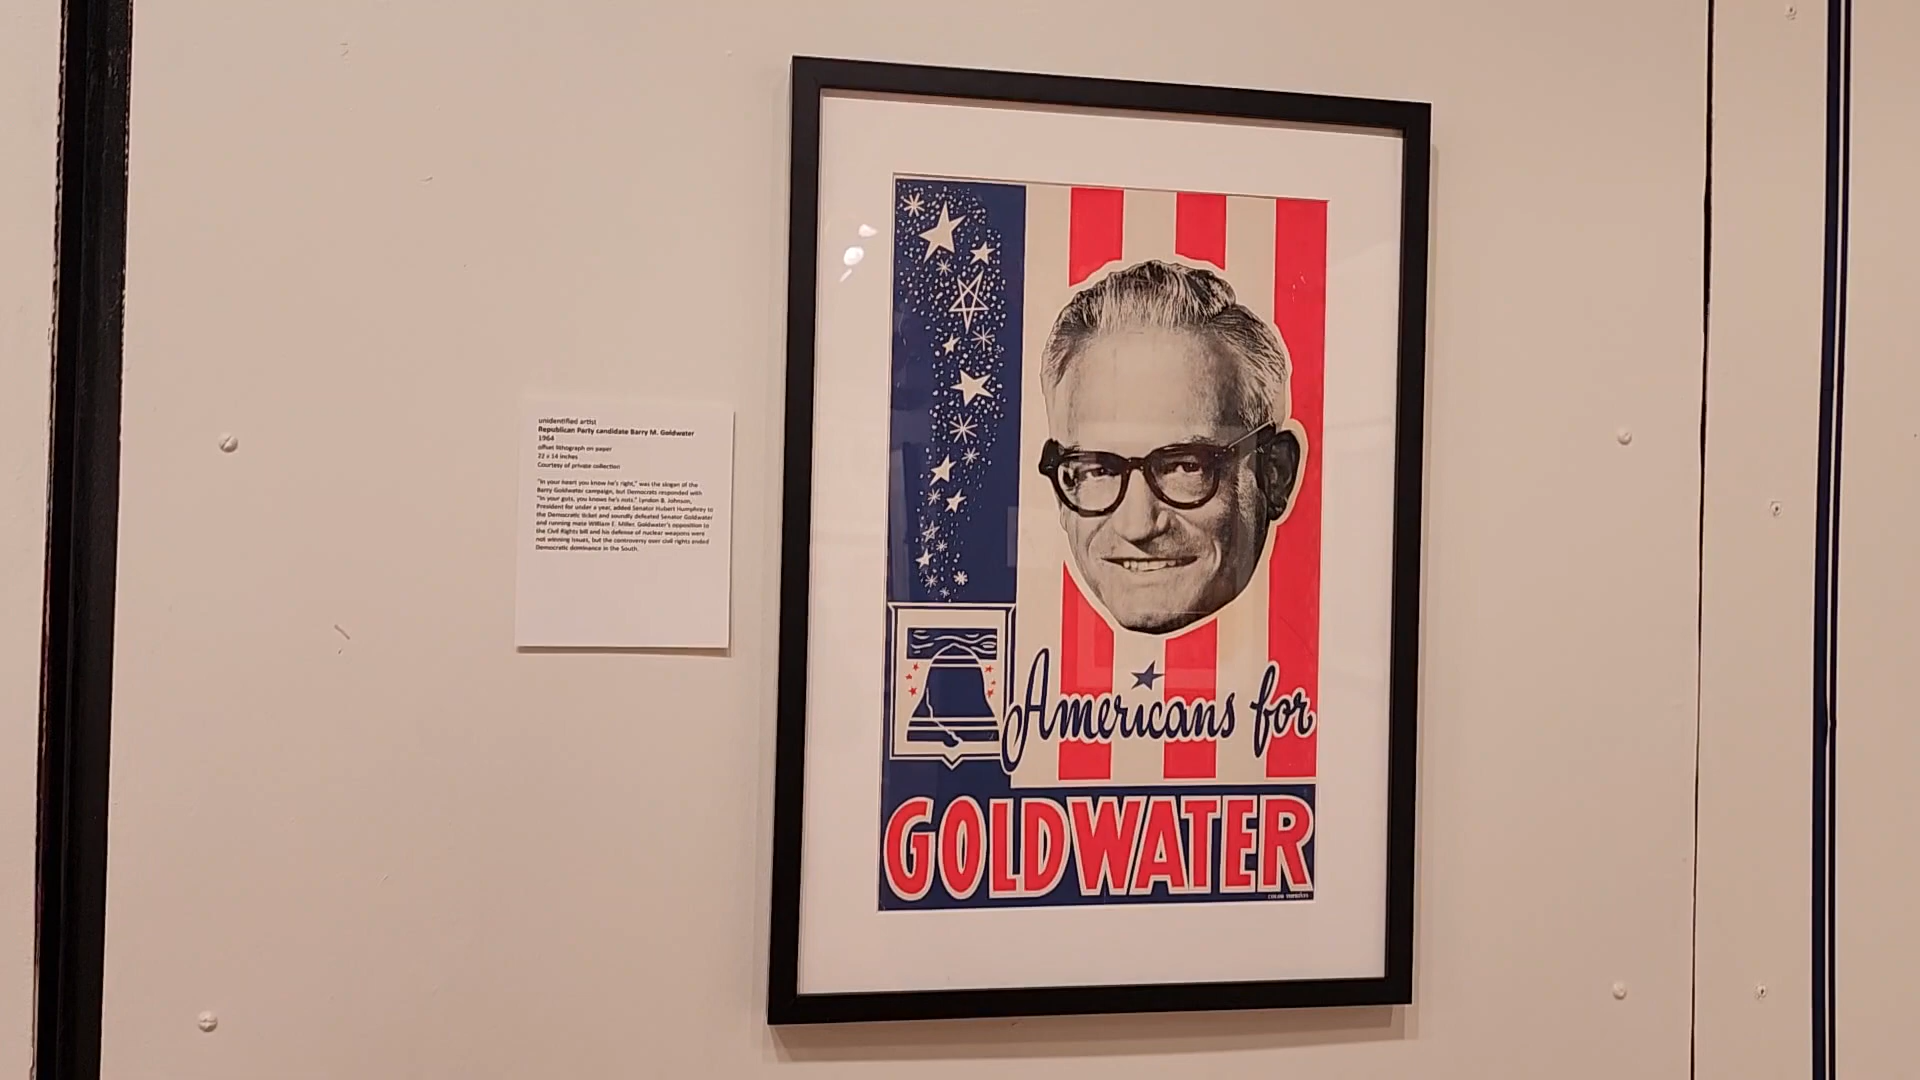 unidentified artist
Republican Party candidate Barry M. Goldwater
1964
offset lithograph on paper
22 x 14 inches
Courtesy of private collection
"In your heart you know he's right," was the slogan of the
Barry Goldwater campaign, but Democrats responded with
"In your guts, you knows he's nuts." Lyndon B. Johnson,
President for under a year, added Senator Hubert Humphrey to
the Democratic ticket and soundly defeated Senator Goldwater
and running mate William E. Miller. Goldwater's opposition to
the Civil Rights bill and his defense of nuclear weapons were
not winning issues, but the controversy over civil rights ended
Democratic dominance in the South.
Americans for
GOLDWATER